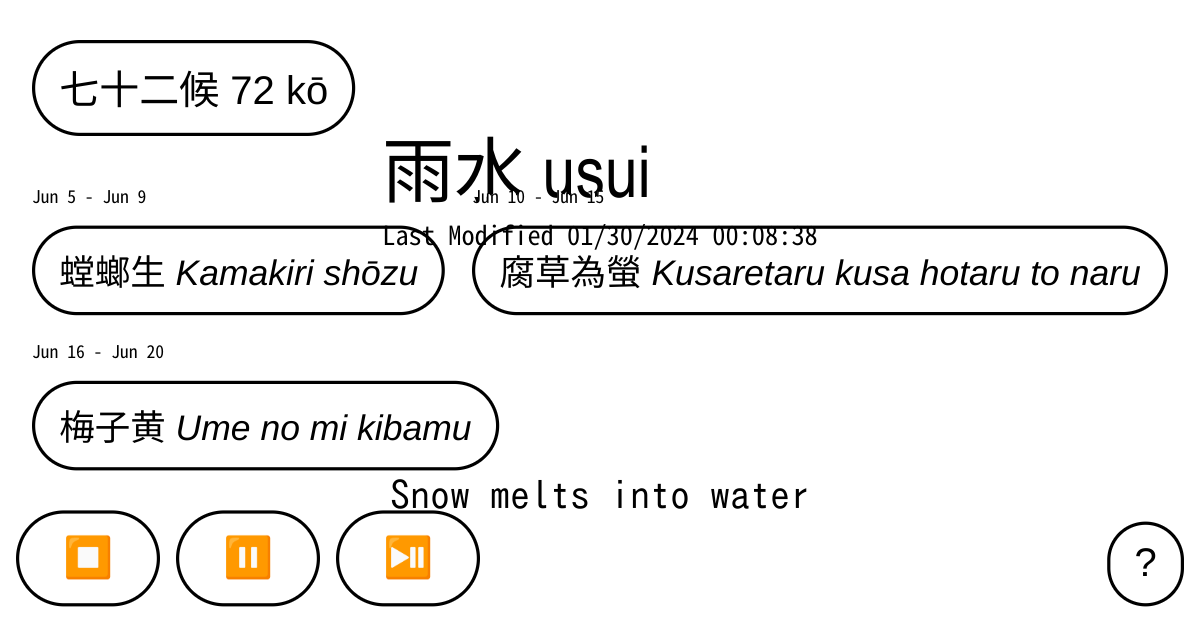 七十二候 72 kō
雨水 usui
Jun 5 - Jun 9
Jun 10 - Jun 15
Last Modified 01/30/2024 00:08:38
螳螂生 Kamakiri shōzu
腐草為螢 Kusaretaru kusa hotaru to naru
Jun 16 - Jun 20
梅子黄 Ume no mi kibamu
Snow melts into water
?